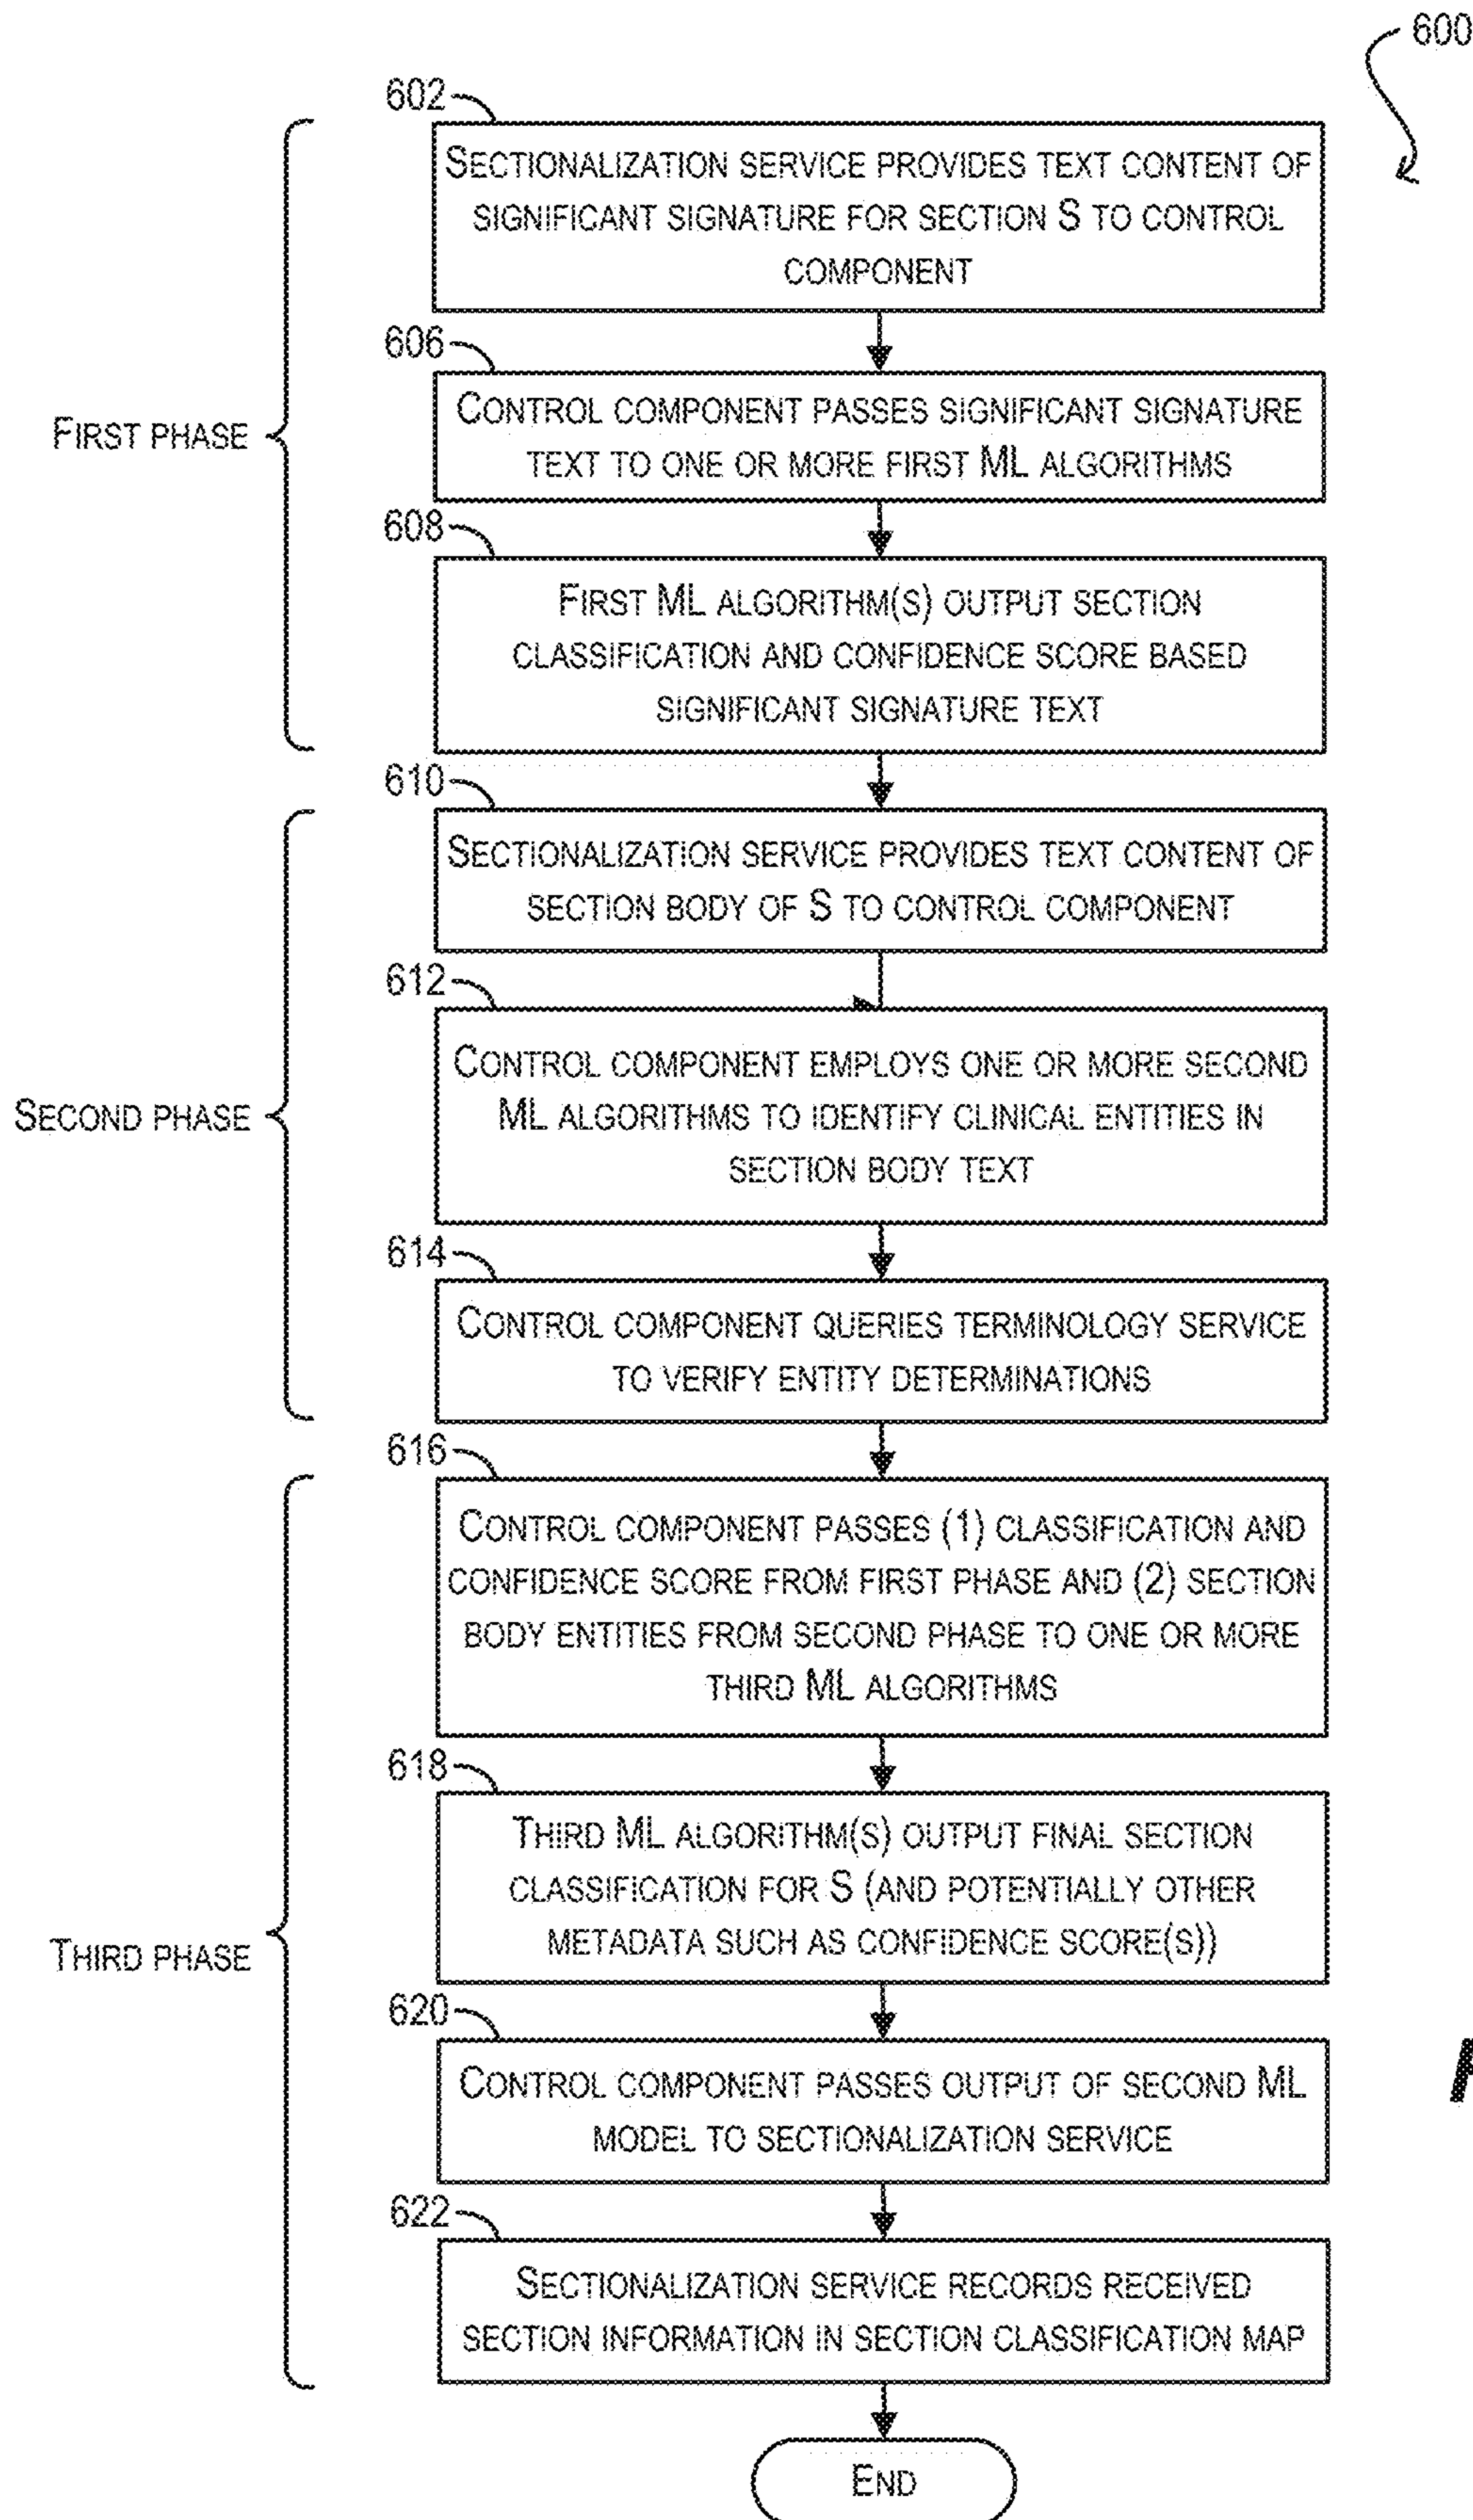 600
602
SECTIONALIZATION SERVICE PROVIDES TEXT CONTENT OF
SIGNIFICANT SIGNATURE FOR SECTION S TO CONTROL
COMPONENT
606
CONTROL COMPONENT PASSES SIGNIFICANT SIGNATURE
TEXT TO ONE OR MORE FIRST ML ALGORITHMS
FIRST PHASE
608
FIRST ML ALGORITHM(S) OUTPUT SECTION
CLASSIFICATION AND CONFIDENCE SCORE BASED
SIGNIFICANT SIGNATURE TEXT
610
SECTIONALIZATION SERVICE PROVIDES TEXT CONTENT OF
SECTION BODY OF S TO CONTROL COMPONENT
612
CONTROL COMPONENT EMPLOYS ONE OR MORE SECOND
ML ALGORITHMS TO IDENTIFY CLINICAL ENTITIES IN
SECTION BODY TEXT
SECOND PHASE
614
CONTROL COMPONENT QUERIES TERMINOLOGY SERVICE
TO VERIFY ENTITY DETERMINATIONS
616
CONTROL COMPONENT PASSES (1) CLASSIFICATION AND
CONFIDENCE SCORE FROM FIRST PHASE AND (2) SECTION
BODY ENTITIES FROM SECOND PHASE TO ONE OR MORE
THIRD ML ALGORITHMS
618
THIRD ML ALGORITHM(S) OUTPUT FINAL SECTION
CLASSIFICATION FOR S (AND POTENTIALLY OTHER
METADATA SUCH AS CONFIDENCE SCORE(S))
THIRD PHASE
620
CONTROL COMPONENT PASSES OUTPUT OF SECOND ML
MODEL TO SECTIONALIZATION SERVICE
622
SECTIONALIZATION SERVICE RECORDS RECEIVED
SECTION INFORMATION IN SECTION CLASSIFICATION MAP
END